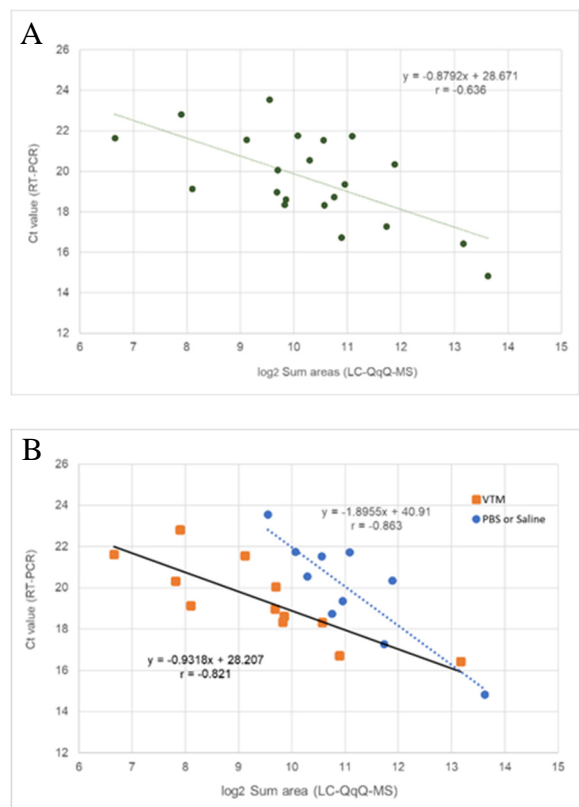 A
26
24
22
20
18
16
14
12
Ct value (RT-PCR)
y = -0.8792x + 28.671
r = -0.636
5 6 7 8 9 10 11 12 13 14 15
log2 Sum areas (LC-QqQ-MS)
B
26
24
22
20
18
16
14
12
Ct value (RT-PCR)
VTM
PBS or Saline
y = -1.8955x + 40.91
r = -0.863
y = -0.9318x + 28.207
r = -0.821
5 6 7 8 9 10 11 12 13 14 15
log2 Sum area (LC-QqQ-MS)